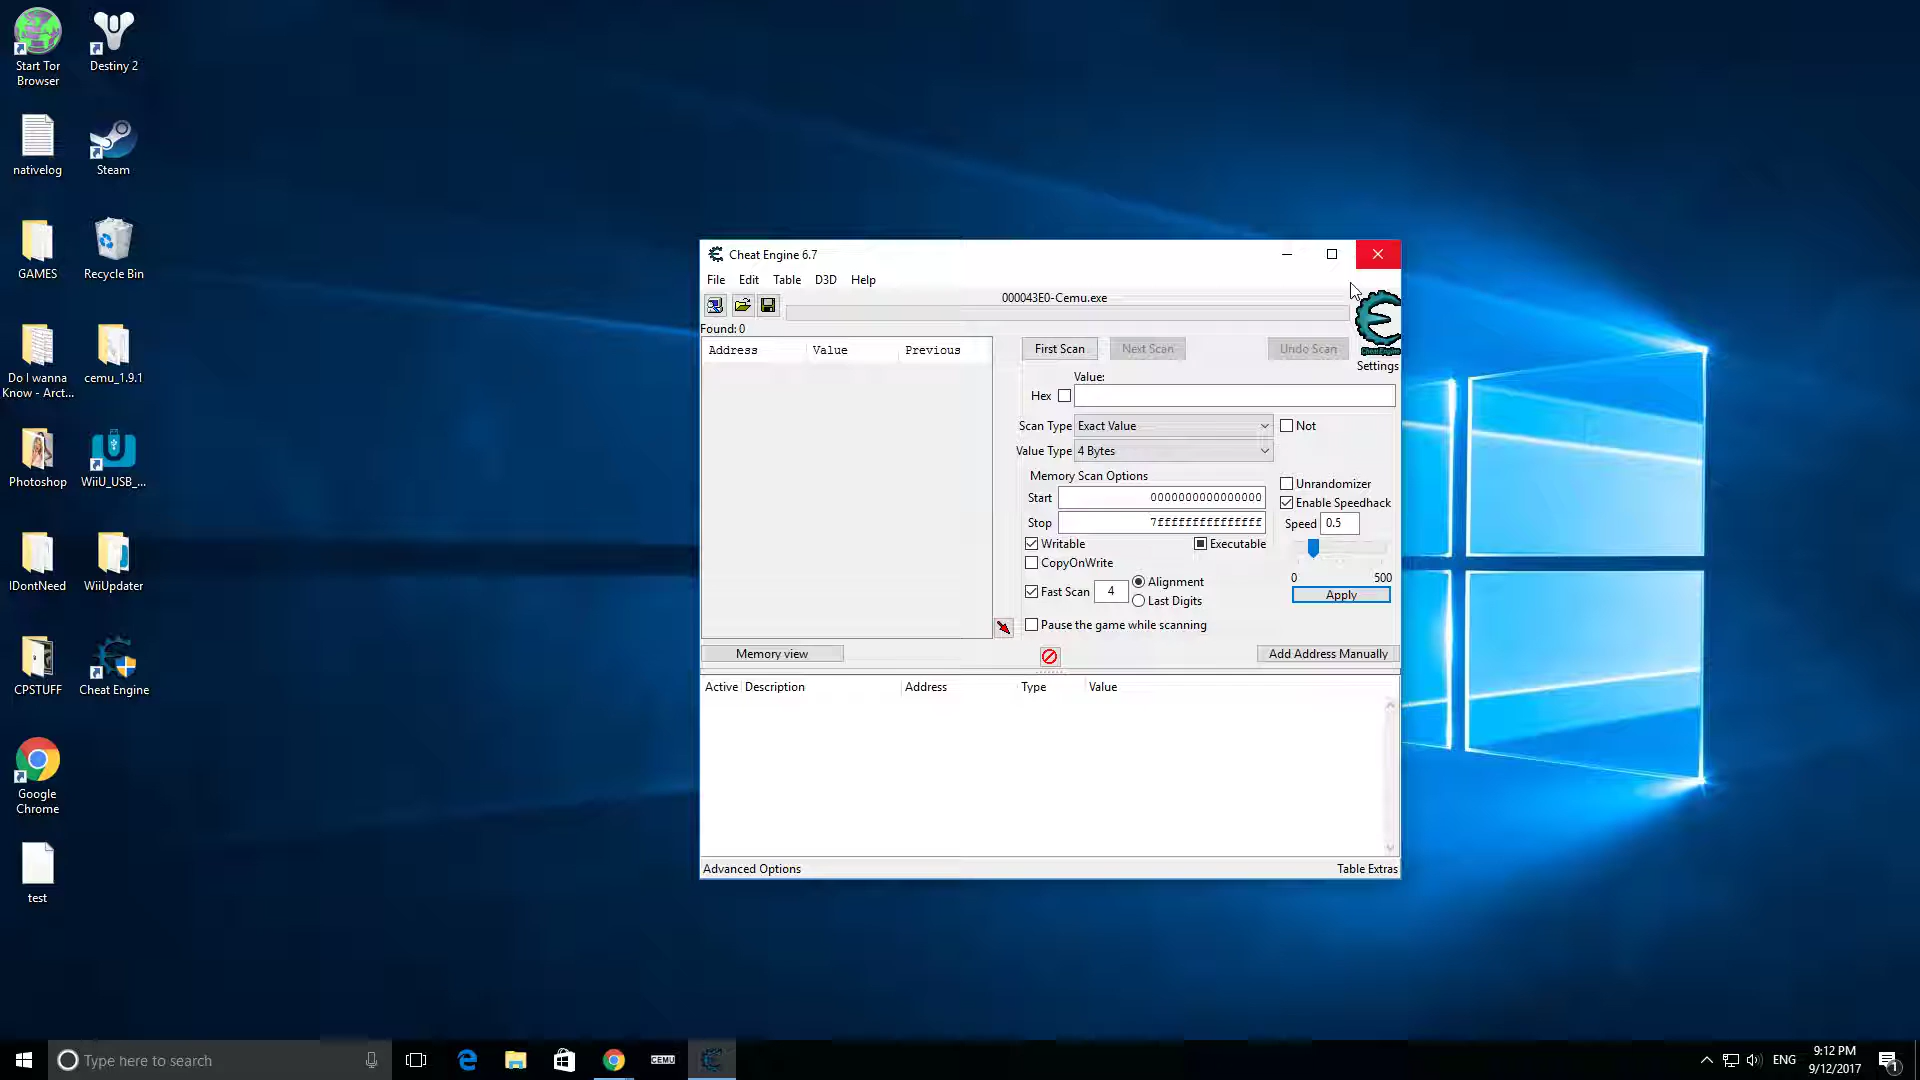 Start Tor
Browser
Destiny 2
nativelog
Steam
GAMES
Recycle Bin
Do I wanna
Know - Arct...
cemu_1.9.1
Photoshop
WiiU_USB_...
IDontNeed
WiiUpdater
CPSTUFF
Cheat Engine
Google
Chrome
test
Cheat Engine 6.7
File Edit Table D3D Help
000043E0-Cemu.exe
Found: 0
Address Value Previous
First Scan Next Scan Undo Scan
Settings
Value:
Hex
Scan Type Exact Value Not
Value Type 4 Bytes
Memory Scan Options
Start 0000000000000000
Stop 7fffffffffffffff
Unrandomizer
Enable Speedhack
Speed 0.5
Writable Executable
CopyOnWrite
Fast Scan 4 Alignment
Last Digits
0 500
Apply
Pause the game while scanning
Memory view Add Address Manually
Active Description Address Type Value
Advanced Options Table Extras
Type here to search
CEMU
ENG
9:12 PM
9/12/2017
1